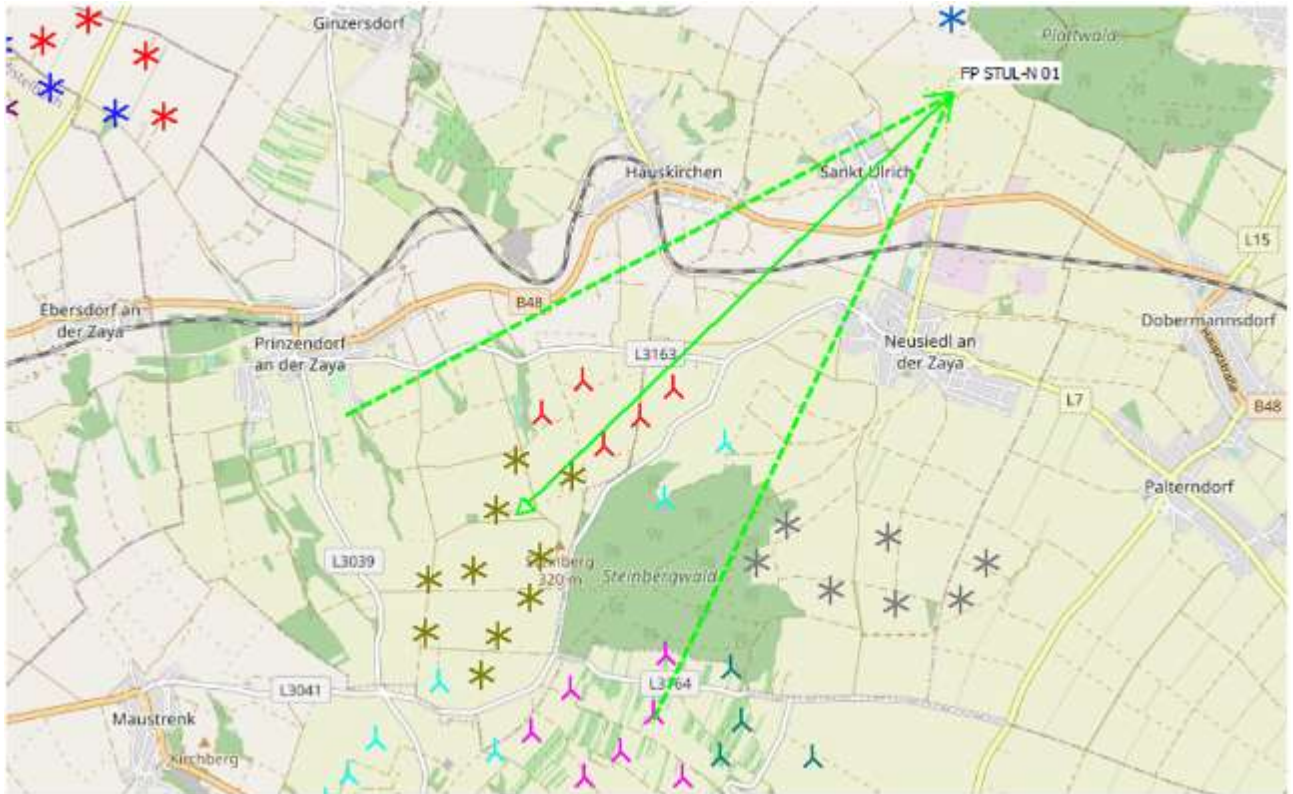 Ginzersdorf
Plattwald
FP STUL-N 01
Hauskirchen
Sankt Ulrich
L15
B48
Ebersdorf an
der Zaya
Prinzendorf
an der Zaya
L3163
Neusiedl an
der Zaya
Dobermannsdorf
Hauptstraße
L7
B48
Palterndorf
L3039
320 m
Steinbergwald
L3041
L3164
Maustrenk
Kirchberg